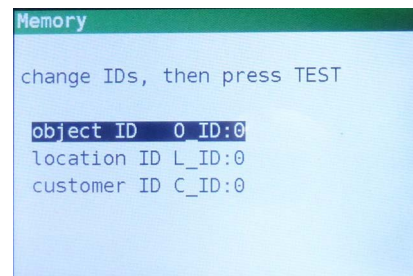 Memory
change IDs, then press TEST
object ID O_ID:0
location ID L_ID:0
customer ID C_ID:0